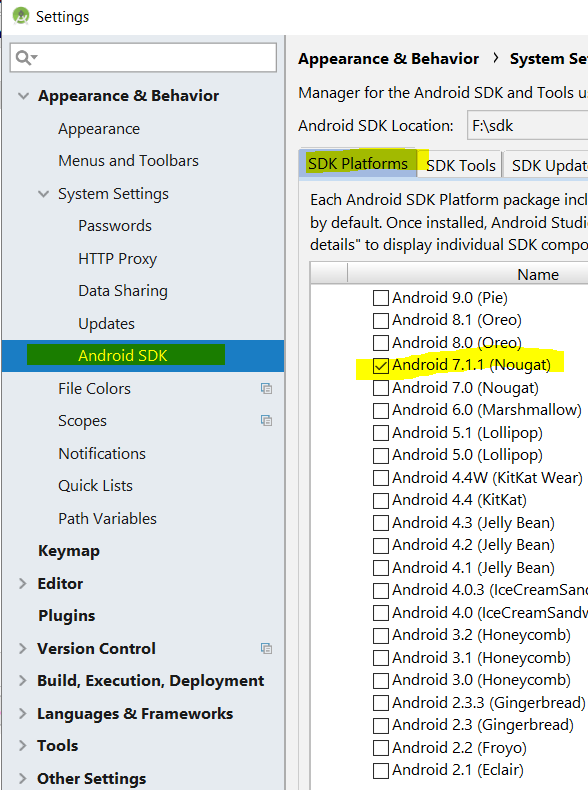 Settings
Appearance & Behavior
Appearance
Menus and Toolbars
System Settings
Passwords
HTTP Proxy
Data Sharing
Updates
Android SDK
File Colors
Scopes
Notifications
Quick Lists
Path Variables
Keymap
Editor
Plugins
Version Control
Build, Execution, Deployment
Languages & Frameworks
Tools
Other Settings
Appearance & Behavior › System Se
Manager for the Android SDK and Tools u
Android SDK Location: F:\sdk
SDK Platforms SDK Tools SDK Updat
Each Android SDK Platform package incl
by default. Once installed, Android Studi
details" to display individual SDK compo
Name
Android 9.0 (Pie)
Android 8.1 (Oreo)
Android 8.0 (Oreo)
Android 7.1.1 (Nougat)
Android 7.0 (Nougat)
Android 6.0 (Marshmallow)
Android 5.1 (Lollipop)
Android 5.0 (Lollipop)
Android 4.4W (KitKat Wear)
Android 4.4 (KitKat)
Android 4.3 (Jelly Bean)
Android 4.2 (Jelly Bean)
Android 4.1 (Jelly Bean)
Android 4.0.3 (IceCreamSand
Android 4.0 (IceCreamSandw
Android 3.2 (Honeycomb)
Android 3.1 (Honeycomb)
Android 3.0 (Honeycomb)
Android 2.3.3 (Gingerbread)
Android 2.3 (Gingerbread)
Android 2.2 (Froyo)
Android 2.1 (Eclair)